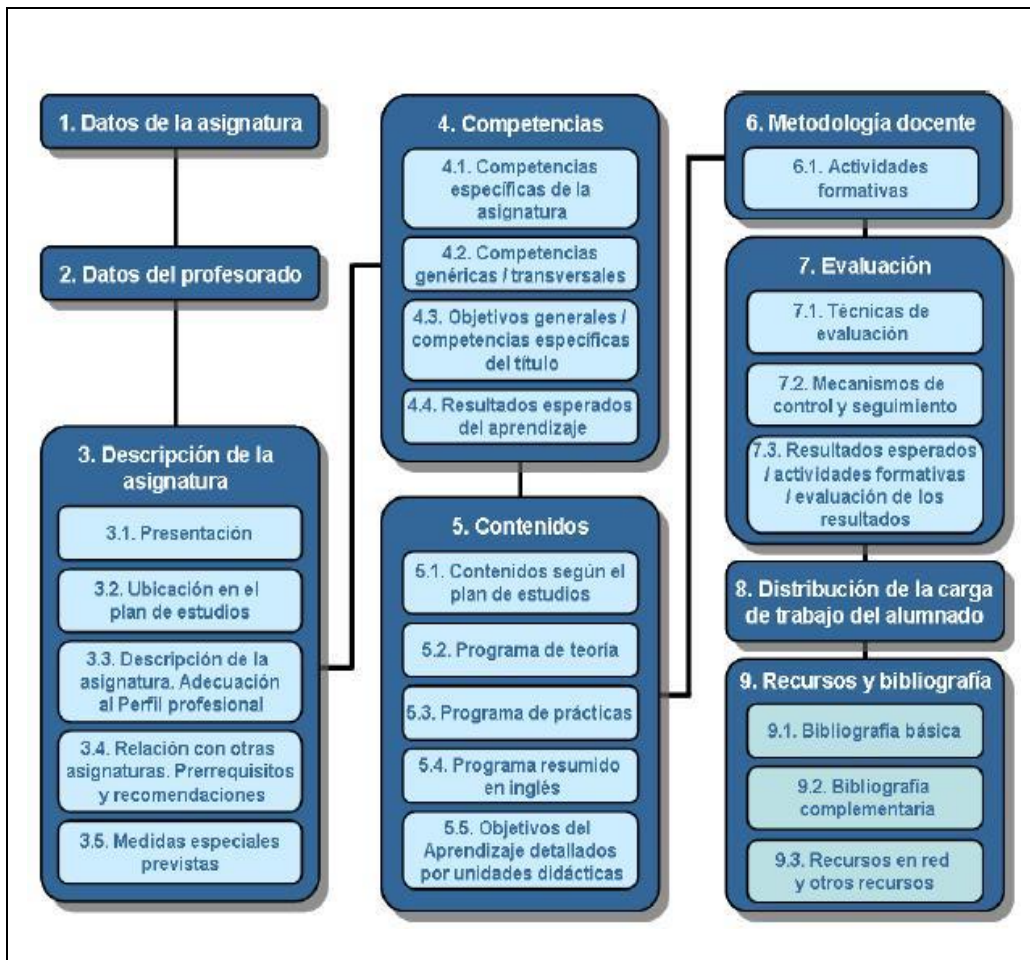 1. Datos de la asignatura
2. Datos del profesorado
3. Descripción de la
asignatura
3.1. Presentación
3.2. Ubicación en el
plan de estudios
3.3. Descripción de la
asignatura. Adecuación
al Perfil profesional
3.4. Relación con otras
asignaturas. Prerrequisitos
y recomendaciones
3.5. Medidas especiales
previstas
4. Competencias
4.1. Competencias
específicas de la
asignatura
4.2. Competencias
genéricas / transversales
4.3. Objetivos generales /
competencias específicas
del título
4.4. Resultados esperados
del aprendizaje
5. Contenidos
5.1. Contenidos según el
plan de estudios
5.2. Programa de teoría
5.3. Programa de prácticas
5.4. Programa resumido
en inglés
5.5. Objetivos del
Aprendizaje detallados
por unidades didácticas
6. Metodología docente
6.1. Actividades
formativas
7. Evaluación
7.1. Técnicas de
evaluación
7.2. Mecanismos de
control y seguimiento
7.3. Resultados esperados
/ actividades formativas
/ evaluación de los
resultados
8. Distribución de la carga
de trabajo del alumnado
9. Recursos y bibliografía
9.1. Bibliografía básica
9.2. Bibliografía
complementaria
9.3. Recursos en red
y otros recursos